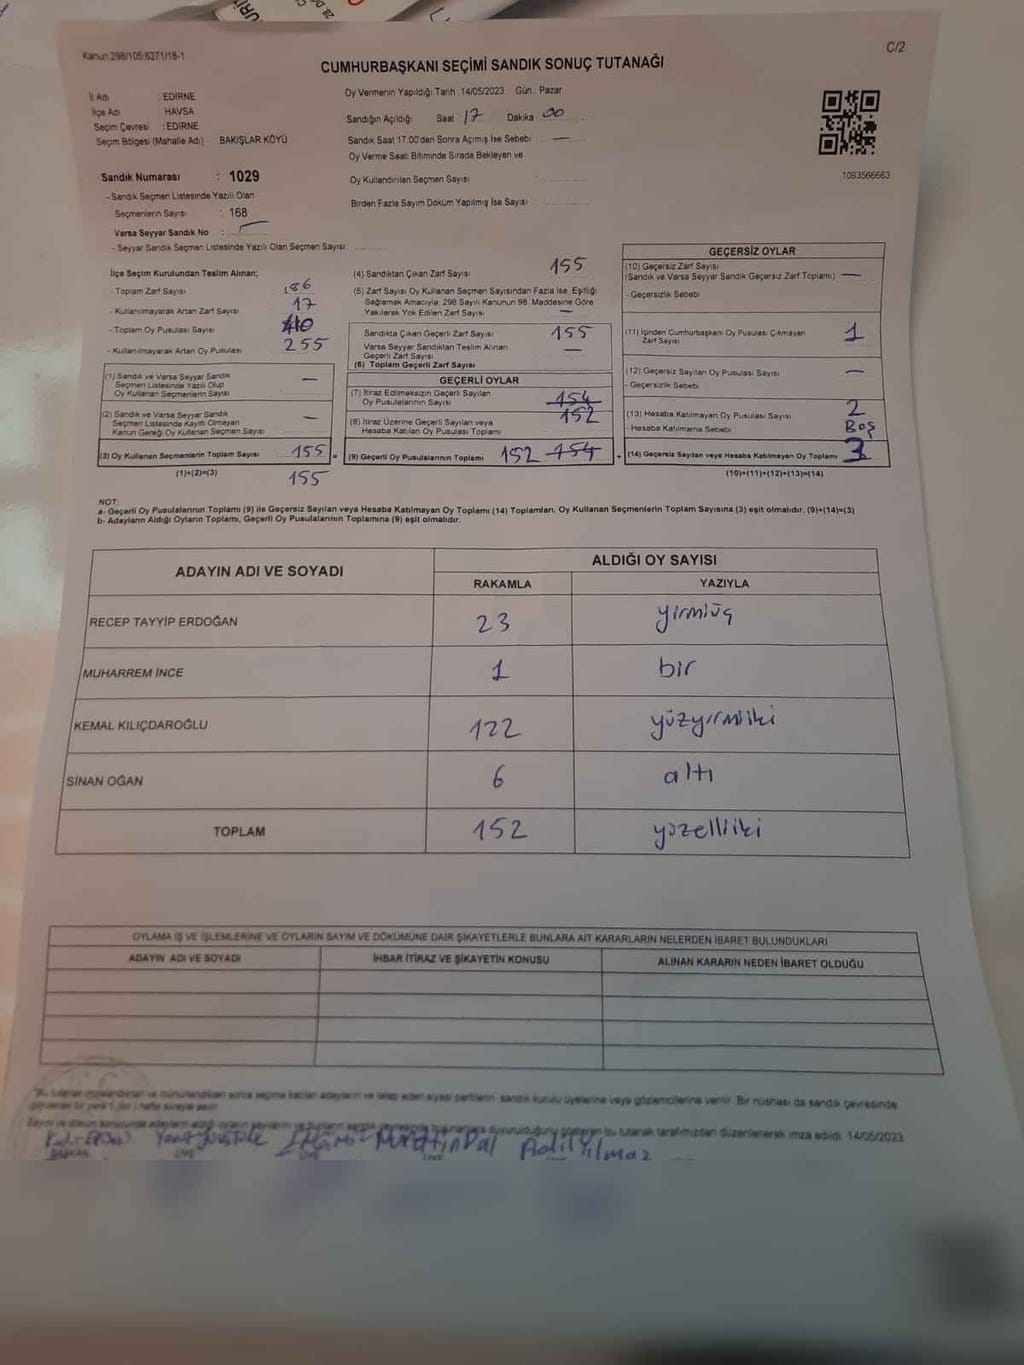 Kanun:298/105:6271/18-1
C/2
CUMHURBAŞKANI SEÇİMİ SANDIK SONUÇ TUTANAĞI
İl Adı : EDİRNE
İlçe Adı : HAVSA
Seçim Çevresi : EDİRNE
Seçim Bölgesi (Mahalle Adı) BAKIŞLAR KÖYÜ
Sandık Numarası : 1029
- Sandık Seçmen Listesinde Yazılı Olan
Seçmenlerin Sayısı : 168
Varsa Seyyar Sandık No :
- Seyyar Sandık Seçmen Listesinde Yazılı Olan Seçmen Sayısı:
Oy Vermenin Yapıldığı Tarih : 14/05/2023 Gün : Pazar
Sandığın Açıldığı Saat 17 Dakika 00
Sandık Saat 17.00'den Sonra Açımış İse Sebebi —
Oy Verme Saati Bitiminde Sırada Bekleyen ve
Oy Kullandırılan Seçmen Sayısı
Birden Fazla Sayım Döküm Yapılmış İse Sayısı
1093566663
İlçe Seçim Kurulundan Teslim Alınan;
- Toplam Zarf Sayısı 186
- Kullanılmayarak Artan Zarf Sayısı 17
- Toplam Oy Pusulası Sayısı 410
- Kullanılmayarak Artan Oy Pusulası 255
(1) Sandık ve Varsa Seyyar Sandık
Seçmen Listesinde Yazılı Olup
Oy Kullanan Seçmenlerin Sayısı —
(2) Sandık ve Varsa Seyyar Sandık
Seçmen Listesinde Kayıtlı Olmayan
Kanun Gereği Oy Kullanan Seçmen Sayısı —
(3) Oy Kullanan Seçmenlerin Toplam Sayısı 155
(1)+(2)=(3) 155
(4) Sandıktan Çıkan Zarf Sayısı 155
(5) Zarf Sayısı Oy Kullanan Seçmen Sayısından Fazla İse, Eşitliği
Sağlamak Amacıyla, 298 Sayılı Kanunun 98. Maddesine Göre
Yakılarak Yok Edilen Zarf Sayısı —
Sandıkta Çıkan Geçerli Zarf Sayısı 155
Varsa Seyyar Sandıktan Teslim Alınan
Geçerli Zarf Sayısı —
(6) Toplam Geçerli Zarf Sayısı
GEÇERLİ OYLAR
(7) İtiraz Edilmeksizin Geçerli Sayılan
Oy Pusulalarının Sayısı 154
152
(8) İtiraz Üzerine Geçerli Sayılan veya
Hesaba Katılan Oy Pusulası Toplamı
(9) Geçerli Oy Pusulalarının Toplamı 152 154
GEÇERSİZ OYLAR
(10) Geçersiz Zarf Sayısı
(Sandık ve Varsa Seyyar Sandık Geçersiz Zarf Toplamı) —
- Geçersizlik Sebebi
(11) İçinden Cumhurbaşkanı Oy Pusulası Çıkmayan
Zarf Sayısı 1
(12) Geçersiz Sayılan Oy Pusulası Sayısı —
- Geçersizlik Sebebi
(13) Hesaba Katılmayan Oy Pusulası Sayısı 2
- Hesaba Katılmama Sebebi Boş
(14) Geçersiz Sayılan veya Hesaba Katılmayan Oy Toplamı 3
(10)+(11)+(12)+(13)=(14)
NOT:
a- Geçerli Oy Pusulalarının Toplamı (9) ile Geçersiz Sayılan veya Hesaba Katılmayan Oy Toplamı (14) Toplamları, Oy Kullanan Seçmenlerin Toplam Sayısına (3) eşit olmalıdır. (9)+(14)=(3)
b- Adayların Aldığı Oyların Toplamı, Geçerli Oy Pusulalarının Toplamına (9) eşit olmalıdır.
ADAYIN ADI VE SOYADI
ALDIĞI OY SAYISI
RAKAMLA YAZIYLA
RECEP TAYYİP ERDOĞAN 23 yirmiüç
MUHARREM İNCE 1 bir
KEMAL KILIÇDAROĞLU 122 yüzyirmiiki
SİNAN OĞAN 6 altı
TOPLAM 152 yüzelliiki
OYLAMA İŞ VE İŞLEMLERİNE VE OYLARIN SAYIM VE DÖKÜMÜNE DAİR ŞİKAYETLERLE BUNLARA AİT KARARLARIN NELERDEN İBARET BULUNDUKLARI
ADAYIN ADI VE SOYADI İHBAR İTİRAZ VE ŞİKAYETİN KONUSU ALINAN KARARIN NEDEN İBARET OLDUĞU
sandık kurulu üyelerine veya gözlemcilerine verilir. Bir nüshası da sandık çevresinde
bu tutanak tarafımızdan düzenlenerek imza edildi. 14/05/2023
Nurettin Dal Adil Yılmaz